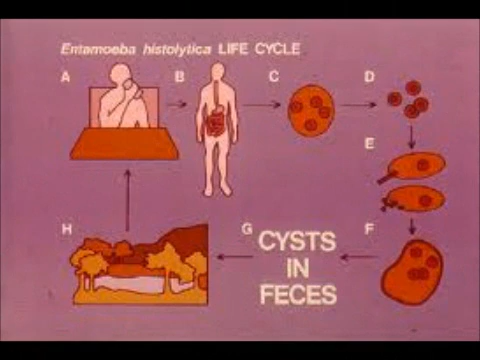 Entamoeba histolytica LIFE CYCLE
A
B
C
D
E
F
G
H
CYSTS
IN
FECES